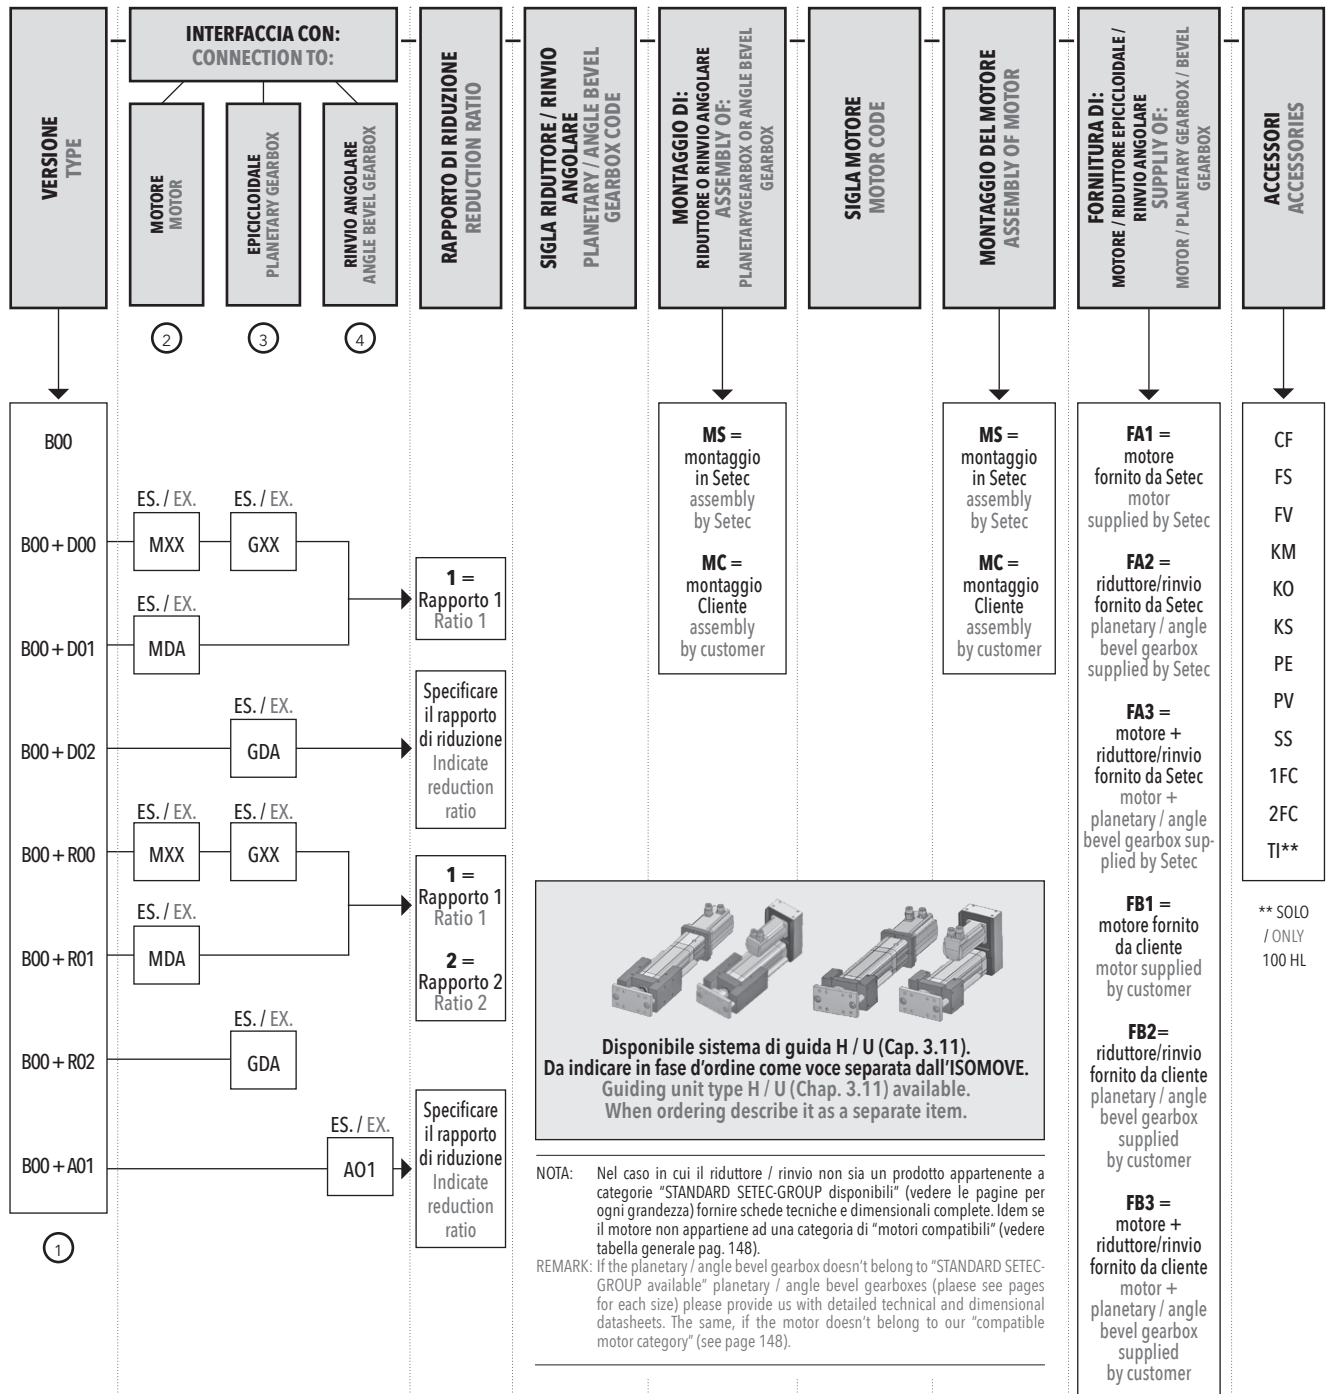 VERSIONE
TYPE
INTERFACCIA CON:
CONNECTION TO:
MOTORE
MOTOR
EPICICLOIDALE
PLANETARY GEARBOX
RINVIO ANGOLARE
ANGLE BEVEL GEARBOX
RAPPORTO DI RIDUZIONE
REDUCTION RATIO
SIGLA RIDUTTORE / RINVIO
ANGOLARE
PLANETARY / ANGLE BEVEL
GEARBOX CODE
MONTAGGIO DI:
RIDUTTORE O RINVIO ANGOLARE
ASSEMBLY OF:
PLANETARYGEARBOX OR ANGLE BEVEL
GEARBOX
SIGLA MOTORE
MOTOR CODE
MONTAGGIO DEL MOTORE
ASSEMBLY OF MOTOR
FORNITURA DI:
MOTORE / RIDUTTORE EPICICLOIDALE /
RINVIO ANGOLARE
SUPPLIY OF:
MOTOR / PLANETARY GEARBOX / BEVEL
GEARBOX
ACCESSORI
ACCESSORIES
2
3
4
B00
B00 + D00
B00 + D01
B00 + D02
B00 + R00
B00 + R01
B00 + R02
B00 + A01
1
ES. / EX.
MXX
ES. / EX.
GXX
ES. / EX.
MDA
ES. / EX.
GDA
ES. / EX.
MXX
ES. / EX.
GXX
ES. / EX.
MDA
ES. / EX.
GDA
ES. / EX.
AO1
1 =
Rapporto 1
Ratio 1
Specificare
il rapporto
di riduzione
Indicate
reduction
ratio
1 =
Rapporto 1
Ratio 1
2 =
Rapporto 2
Ratio 2
Specificare
il rapporto
di riduzione
Indicate
reduction
ratio
MS =
montaggio
in Setec
assembly
by Setec
MC =
montaggio
Cliente
assembly
by customer
MS =
montaggio
in Setec
assembly
by Setec
MC =
montaggio
Cliente
assembly
by customer
FA1 =
motore
fornito da Setec
motor
supplied by Setec
FA2 =
riduttore/rinvio
fornito da Setec
planetary / angle
bevel gearbox
supplied by Setec
FA3 =
motore +
riduttore/rinvio
fornito da Setec
motor +
planetary / angle
bevel gearbox sup-
plied by Setec
FB1 =
motore fornito
da cliente
motor supplied
by customer
FB2=
riduttore/rinvio
fornito da cliente
planetary / angle
bevel gearbox
supplied
by customer
FB3 =
motore +
riduttore/rinvio
fornito da cliente
motor +
planetary / angle
bevel gearbox
supplied
by customer
CF
FS
FV
KM
KO
KS
PE
PV
SS
1FC
2FC
TI**
** SOLO
/ ONLY
100 HL
Disponibile sistema di guida H / U (Cap. 3.11).
Da indicare in fase d'ordine come voce separata dall'ISOMOVE.
Guiding unit type H / U (Chap. 3.11) available.
When ordering describe it as a separate item.
NOTA: Nel caso in cui il riduttore / rinvio non sia un prodotto appartenente a
categorie "STANDARD SETEC-GROUP disponibili" (vedere le pagine per
ogni grandezza) fornire schede tecniche e dimensionali complete. Idem se
il motore non appartiene ad una categoria di "motori compatibili" (vedere
tabella generale pag. 148).
REMARK: If the planetary / angle bevel gearbox doesn't belong to "STANDARD SETEC-
GROUP available" planetary / angle bevel gearboxes (plaese see pages
for each size) please provide us with detailed technical and dimensional
datasheets. The same, if the motor doesn't belong to our "compatible
motor category" (see page 148).